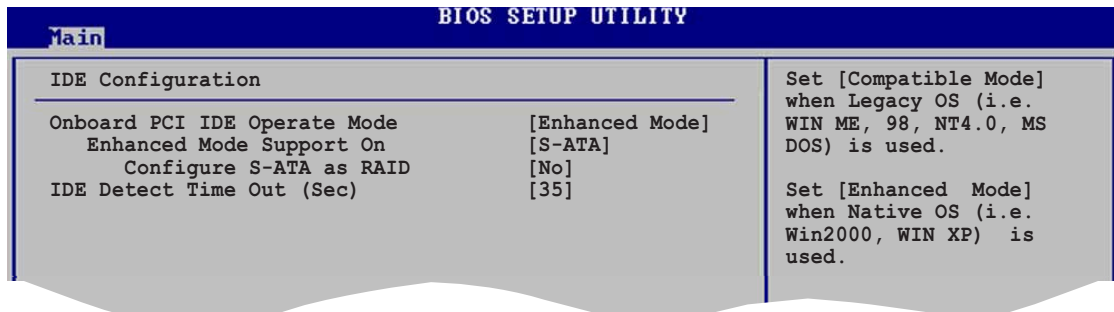 BIOS SETUP UTILITY
Main
IDE Configuration
Onboard PCI IDE Operate Mode [Enhanced Mode]
Enhanced Mode Support On [S-ATA]
Configure S-ATA as RAID [No]
IDE Detect Time Out (Sec) [35]
Set [Compatible Mode]
when Legacy OS (i.e.
WIN ME, 98, NT4.0, MS
DOS) is used.
Set [Enhanced Mode]
when Native OS (i.e.
Win2000, WIN XP) is
used.